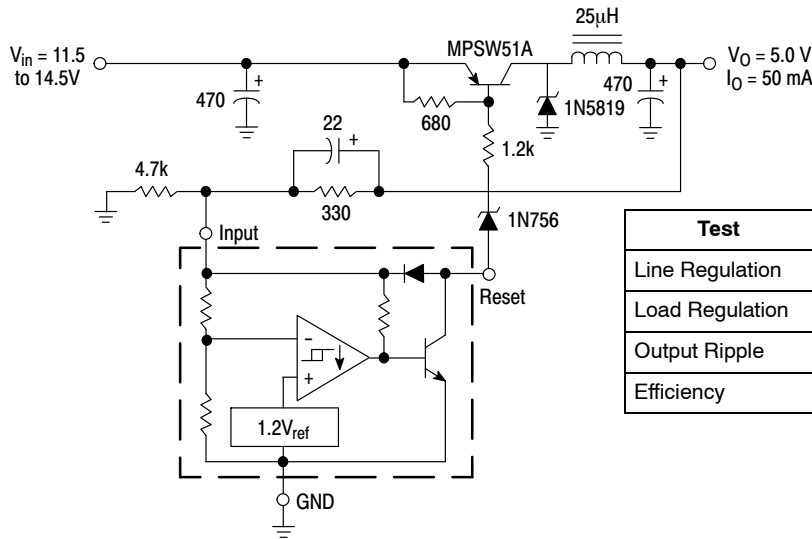 25μH
MPSW51A
Vin = 11.5
to 14.5V
VO = 5.0 V
IO = 50 mA
+
470
680
+
470
1N5819
22
+
1.2k
4.7k
330
1N756
Input
Reset
−
+
1.2Vref
GND
Test
Line Regulation
Load Regulation
Output Ripple
Efficiency